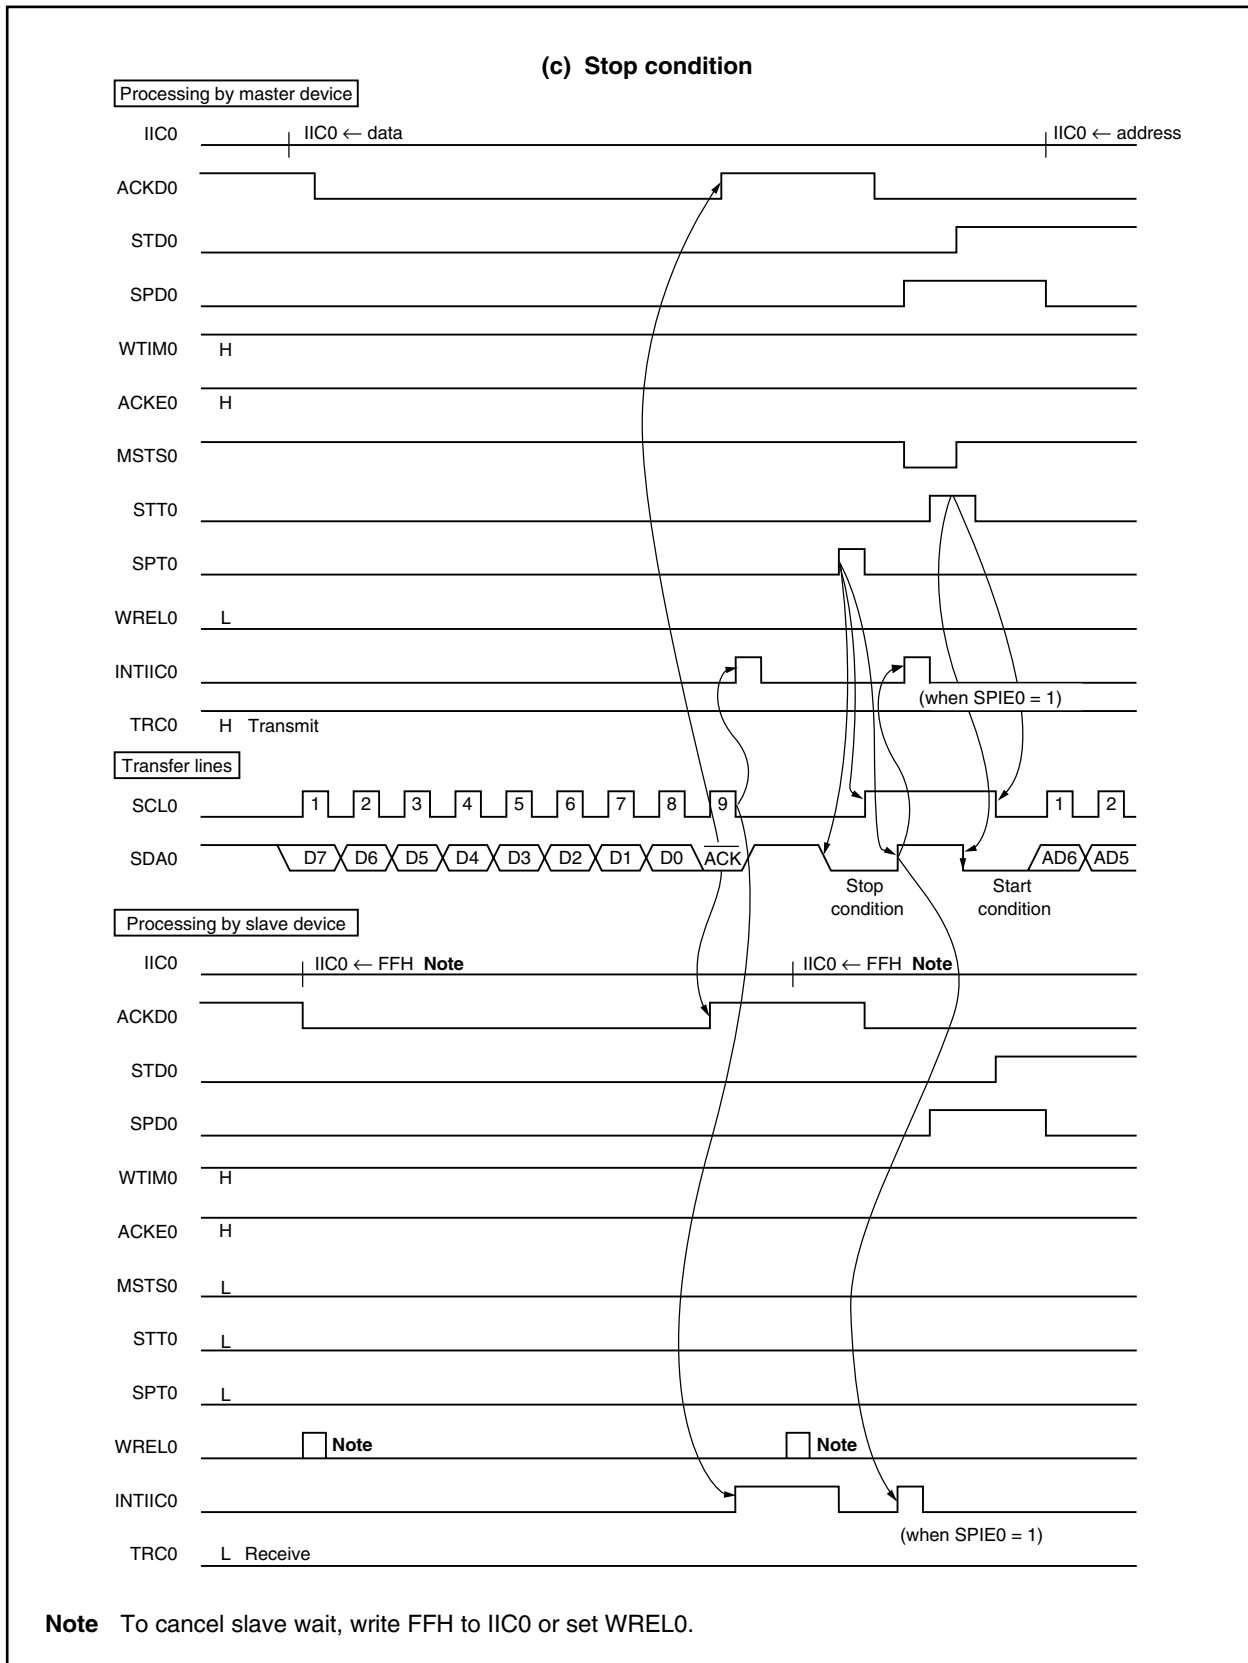 (c) Stop condition
Processing by master device
IIC0 IIC0 ← data IIC0 ← address
ACKD0
STD0
SPD0
WTIM0 H
ACKE0 H
MSTS0
STT0
SPT0
WREL0 L
INTIIC0
(when SPIE0 = 1)
TRC0 H Transmit
Transfer lines
SCL0 1 2 3 4 5 6 7 8 9 1 2
SDA0 D7 D6 D5 D4 D3 D2 D1 D0 ACK AD6 AD5
Stop condition
Start condition
Processing by slave device
IIC0 IIC0 ← FFH Note IIC0 ← FFH Note
ACKD0
STD0
SPD0
WTIM0 H
ACKE0 H
MSTS0 L
STT0 L
SPT0 L
WREL0 Note Note
INTIIC0
(when SPIE0 = 1)
TRC0 L Receive
Note To cancel slave wait, write FFH to IIC0 or set WREL0.